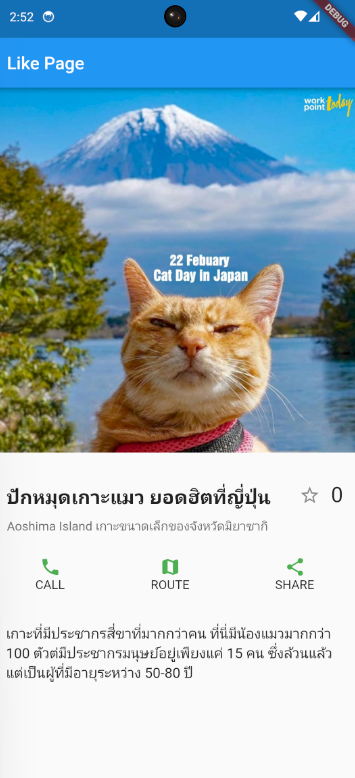 2:52
DEBUG
Like Page
work
point today
22 Febuary
Cat Day in Japan
ปักหมุดเกาะแมว ยอดฮิตที่ญี่ปุ่น
0
Aoshima Island เกาะขนาดเล็กของจังหวัดมิยาซากิ
CALL
ROUTE
SHARE
เกาะที่มีประชากรสี่ขาที่มากกว่าคน ที่นี่มีน้องแมวมากกว่า
100 ตัวต่มีประชากรมนุษย์อยู่เพียงแค่ 15 คน ซึ่งล้วนแล้ว
แต่เป็นผู้ที่มีอายุระหว่าง 50-80 ปี